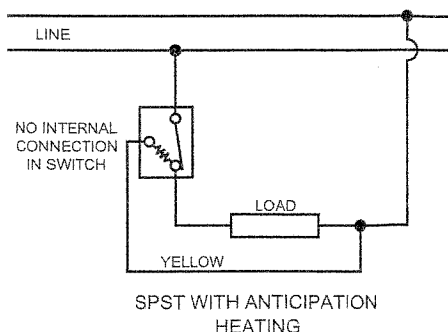 LINE
NO INTERNAL
CONNECTION
IN SWITCH
LOAD
YELLOW
SPST WITH ANTICIPATION
HEATING